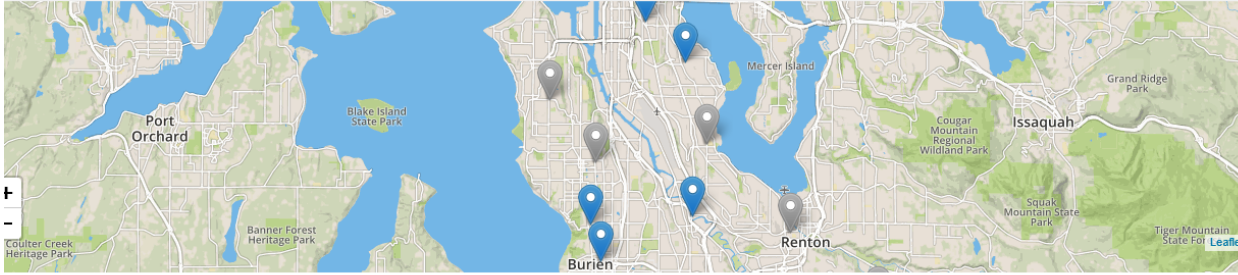 Mercer Island
Grand Ridge
Park
Blake Island
State Park
Port
Orchard
Cougar
Mountain
Regional
Wildland Park
Issaquah
+
−
Squak
Mountain State
Park
Banner Forest
Heritage Park
Tiger Mountain
State For
Coulter Creek
Heritage Park
Renton
Leafle
Burien